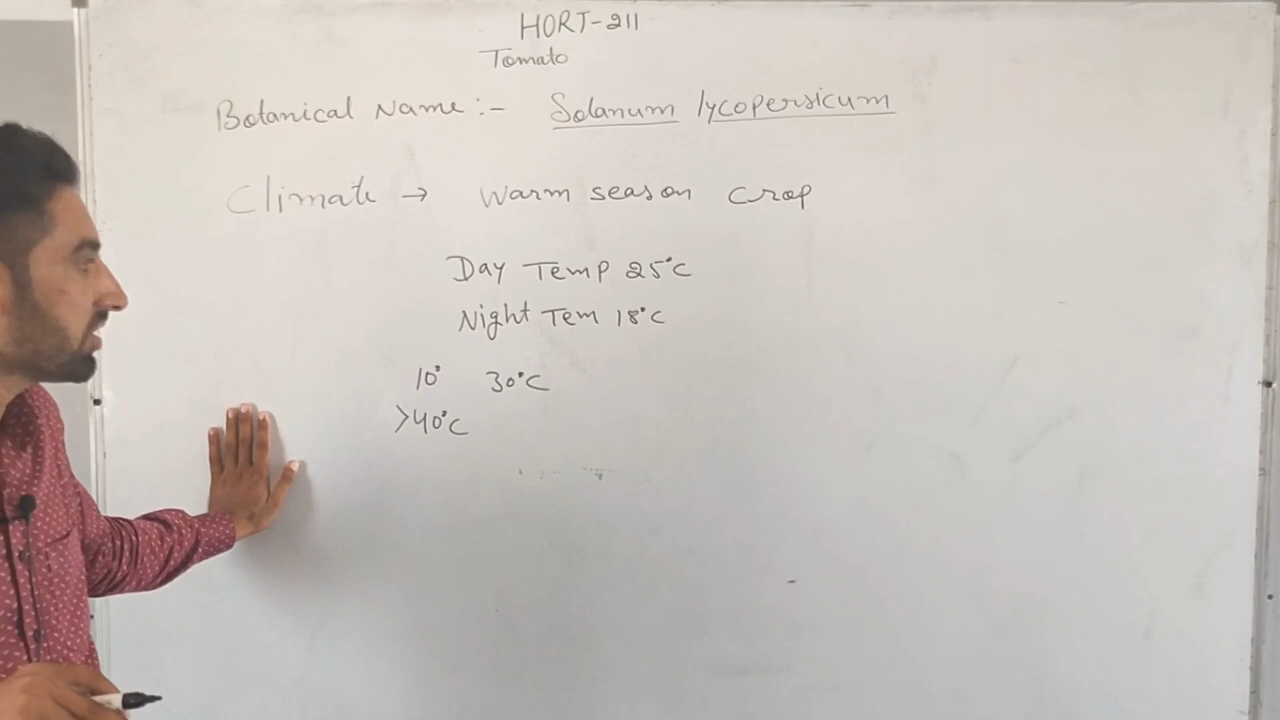 HORT-211
Tomato
Botanical Name:- Solanum lycopersicum
Climate → Warm season Crop
Day Temp 25°C
Night Tem 18°C
10° 30°C
>40°C